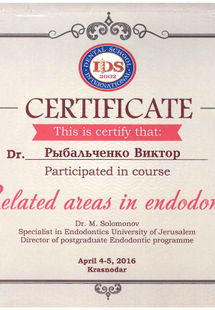 DENTAL SCHOOL
IDS
2002
INTERNATIONAL
CERTIFICATE
This is certify that:
Dr. Рыбальченко Виктор
Participated in course
Related areas in endodon
Dr. M. Solomonov
Specialist in Endodontics University of Jerusalem
Director of postgraduate Endodontic programme
April 4-5, 2016
Krasnodar